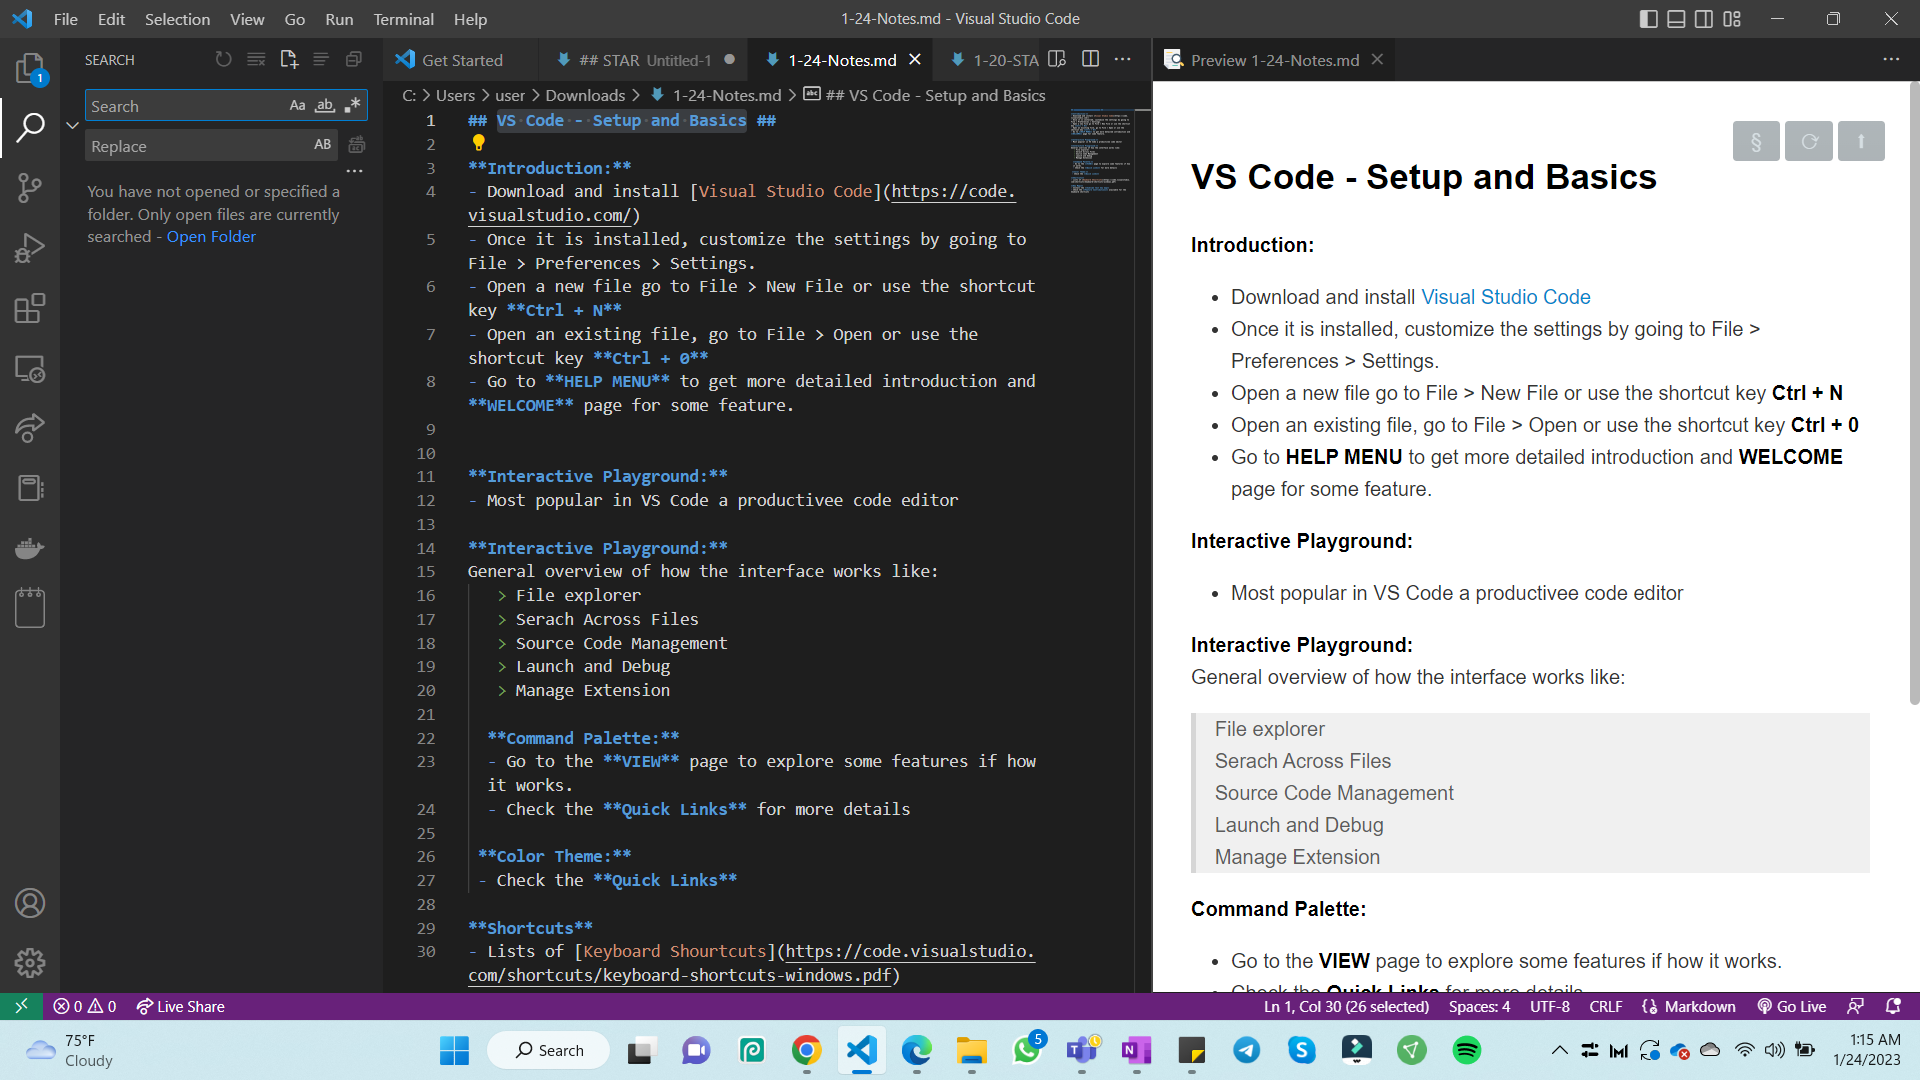 File Edit Selection View Go Run Terminal Help
1-24-Notes.md - Visual Studio Code
SEARCH
Search Aa ab
Replace AB
You have not opened or specified a
folder. Only open files are currently
searched - Open Folder
Get Started
## STAR Untitled-1
1-24-Notes.md
1-20-STA
C: > Users > user > Downloads > 1-24-Notes.md > ## VS Code - Setup and Basics
1 ## VS Code - Setup and Basics ##
2
3 **Introduction:**
4 - Download and install [Visual Studio Code](https://code.
visualstudio.com/)
5 - Once it is installed, customize the settings by going to
File > Preferences > Settings.
6 - Open a new file go to File > New File or use the shortcut
key **Ctrl + N**
7 - Open an existing file, go to File > Open or use the
shortcut key **Ctrl + 0**
8 - Go to **HELP MENU** to get more detailed introduction and
**WELCOME** page for some feature.
9
10
11 **Interactive Playground:**
12 - Most popular in VS Code a productivee code editor
13
14 **Interactive Playground:**
15 General overview of how the interface works like:
16 > File explorer
17 > Serach Across Files
18 > Source Code Management
19 > Launch and Debug
20 > Manage Extension
21
22 **Command Palette:**
23 - Go to the **VIEW** page to explore some features if how
it works.
24 - Check the **Quick Links** for more details
25
26 **Color Theme:**
27 - Check the **Quick Links**
28
29 **Shortcuts**
30 - Lists of [Keyboard Shourtcuts](https://code.visualstudio.
com/shortcuts/keyboard-shortcuts-windows.pdf)
Preview 1-24-Notes.md
§
VS Code - Setup and Basics
Introduction:
• Download and install Visual Studio Code
• Once it is installed, customize the settings by going to File >
Preferences > Settings.
• Open a new file go to File > New File or use the shortcut key Ctrl + N
• Open an existing file, go to File > Open or use the shortcut key Ctrl + 0
• Go to HELP MENU to get more detailed introduction and WELCOME
page for some feature.
Interactive Playground:
• Most popular in VS Code a productivee code editor
Interactive Playground:
General overview of how the interface works like:
File explorer
Serach Across Files
Source Code Management
Launch and Debug
Manage Extension
Command Palette:
• Go to the VIEW page to explore some features if how it works.
Check the Quick Links for more details
0 0 Live Share
Ln 1, Col 30 (26 selected) Spaces: 4 UTF-8 CRLF Markdown Go Live
75°F
Cloudy
Search
5
1:15 AM
1/24/2023